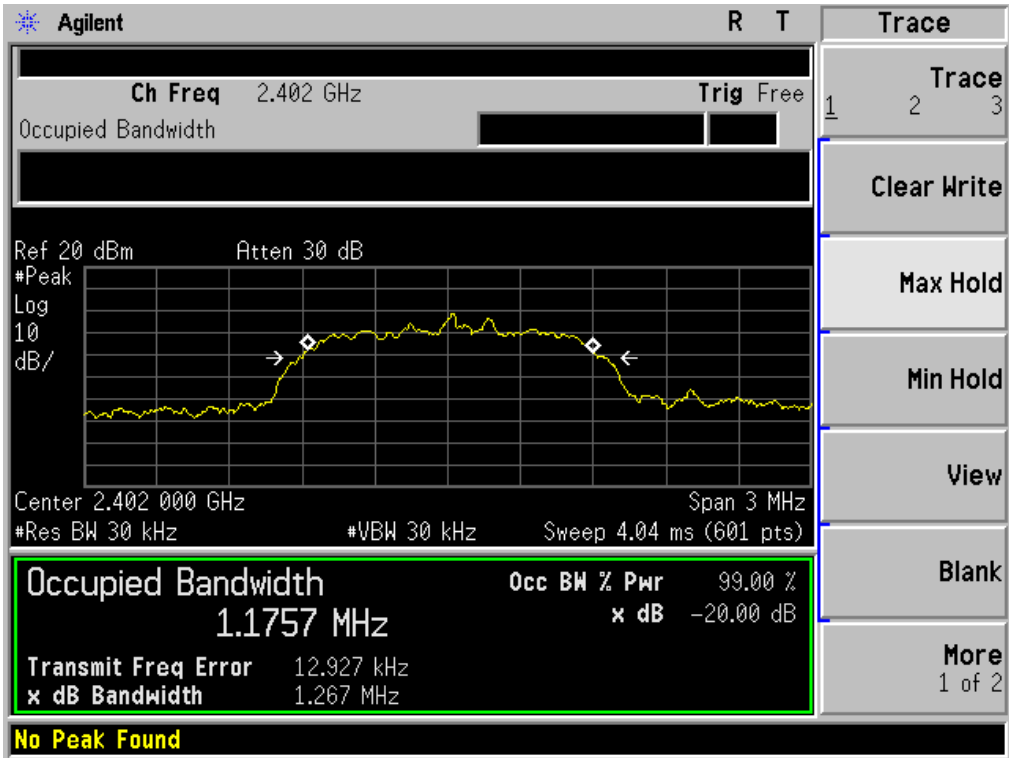 Agilent R T
Ch Freq 2.402 GHz Trig Free
Occupied Bandwidth
Ref 20 dBm Atten 30 dB
#Peak
Log
10
dB/
Center 2.402 000 GHz Span 3 MHz
#Res BW 30 kHz #VBW 30 kHz Sweep 4.04 ms (601 pts)
Occupied Bandwidth
1.1757 MHz
Occ BW % Pwr 99.00 %
x dB -20.00 dB
Transmit Freq Error 12.927 kHz
x dB Bandwidth 1.267 MHz
No Peak Found
Trace
Trace
1 2 3
Clear Write
Max Hold
Min Hold
View
Blank
More
1 of 2